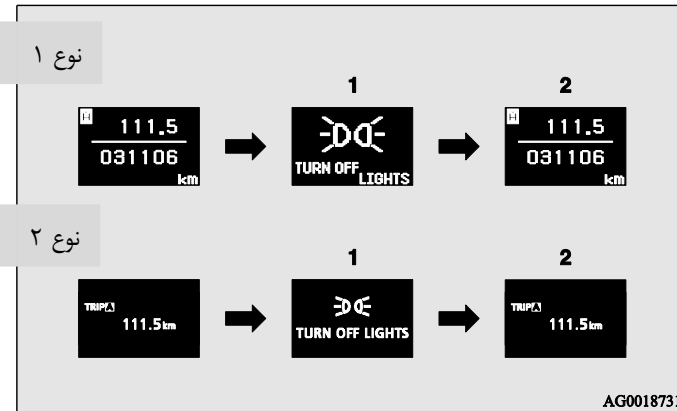 نوع ۱
1
2
H
111.5
031106
km
TURN OFF
LIGHTS
H
111.5
031106
km
نوع ۲
1
2
TRIP A
111.5km
TURN OFF LIGHTS
TRIP A
111.5km
AG0018731